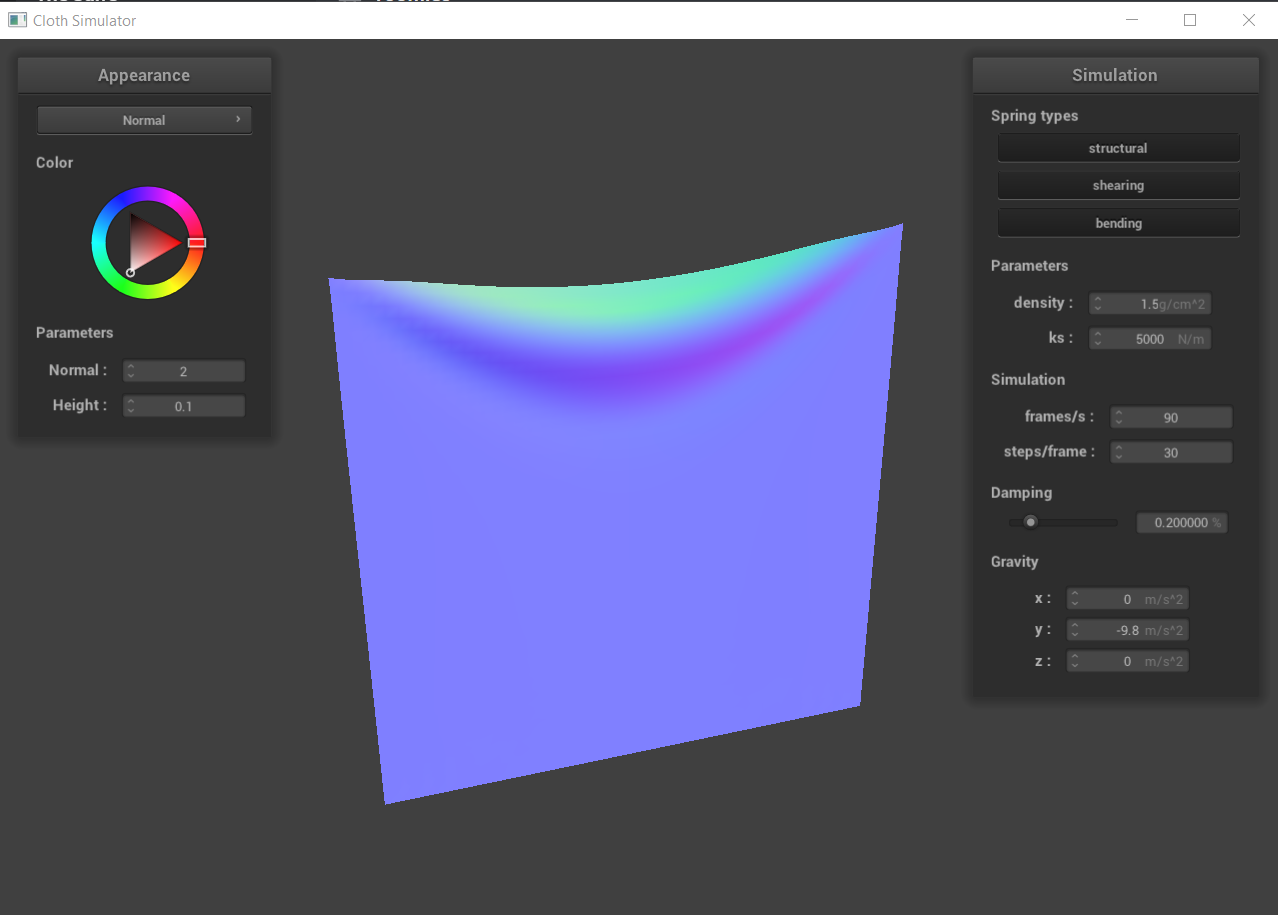 Cloth Simulator
Appearance
Normal
Color
Parameters
Normal : 2
Height : 0.1
Simulation
Spring types
structural
shearing
bending
Parameters
density : 1.5g/cm^2
ks : 5000 N/m
Simulation
frames/s : 90
steps/frame : 30
Damping
0.200000 %
Gravity
x : 0 m/s^2
y : -9.8 m/s^2
z : 0 m/s^2